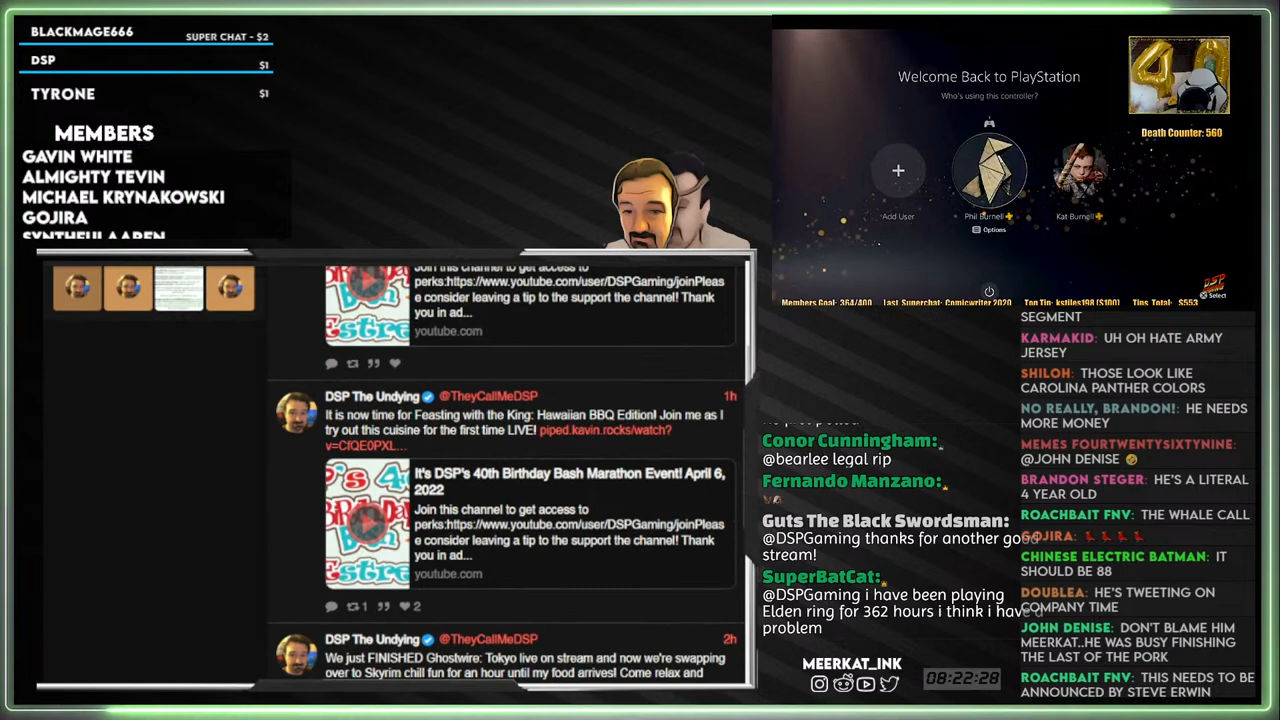 BLACKMAGE666
SUPER CHAT - $2
DSP
$1
TYRONE
$1
MEMBERS
GAVIN WHITE
ALMIGHTY TEVIN
MICHAEL KRYNAKOWSKI
GOJIRA
Join this channel to get access to
perks:https://www.youtube.com/user/DSPGaming/joinPleas
e consider leaving a tip to the support the channel! Thank
you in ad...
youtube.com
DSP The Undying @TheyCallMeDSP 1h
It is now time for Feasting with the King: Hawaiian BBQ Edition! Join me as I
try out this cuisine for the first time LIVE! piped.kavin.rocks/watch?
v=CfQE0PXL...
It's DSP's 40th Birthday Bash Marathon Event! April 6,
2022
Join this channel to get access to
perks:https://www.youtube.com/user/DSPGaming/joinPleas
e consider leaving a tip to the support the channel! Thank
you in ad...
youtube.com
1
2
DSP The Undying @TheyCallMeDSP 2h
We just FINISHED Ghostwire: Tokyo live on stream and now we're swapping
over to Skyrim chill fun for an hour until my food arrives! Come relax and
Welcome Back to PlayStation
Who's using this controller?
40
Death Counter: 560
Add User
Phil Burnell
Kat Burnell
Options
Select
Members Goal: 364/400 Last Superchat: Comicwriter 2020 Top Tip: kstiles198 ($100) Tips Total: $553
Conor Cunningham:
@bearlee legal rip
Fernando Manzano:
Guts The Black Swordsman:
@DSPGaming thanks for another good
stream!
SuperBatCat:
@DSPGaming i have been playing
Elden ring for 362 hours i think i have a
problem
MEERKAT_INK
08:22:28
SEGMENT
KARMAKID: UH OH HATE ARMY
JERSEY
SHILOH: THOSE LOOK LIKE
CAROLINA PANTHER COLORS
NO REALLY, BRANDON!: HE NEEDS
MORE MONEY
MEMES FOURTWENTYSIXTYNINE:
@JOHN DENISE 🤣
BRANDON STEGER: HE'S A LITERAL
4 YEAR OLD
ROACHBAIT FNV: THE WHALE CALL
GOJIRA:
CHINESE ELECTRIC BATMAN: IT
SHOULD BE 88
DOUBLEA: HE'S TWEETING ON
COMPANY TIME
JOHN DENISE: DON'T BLAME HIM
MEERKAT..HE WAS BUSY FINISHING
THE LAST OF THE PORK
ROACHBAIT FNV: THIS NEEDS TO BE
ANNOUNCED BY STEVE ERWIN